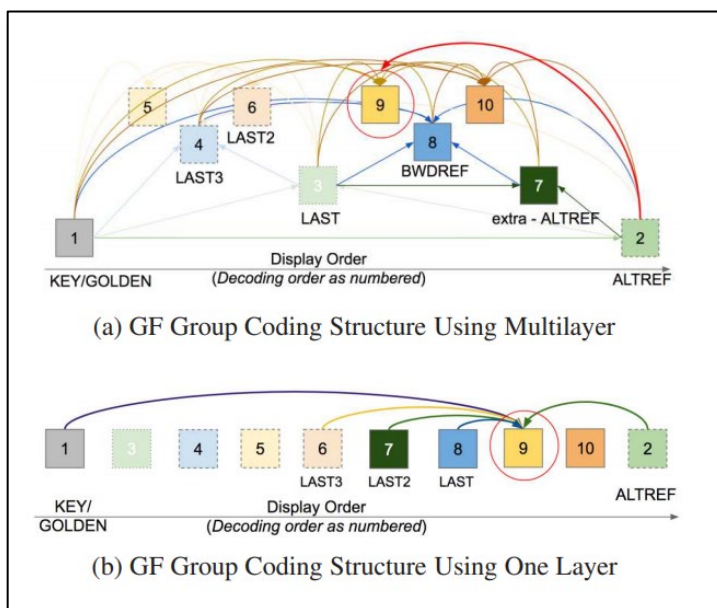 5
6
9
10
LAST2
4
8
LAST3
BWDREF
3
7
LAST
extra - ALTREF
1
2
Display Order
KEY/GOLDEN
(Decoding order as numbered)
ALTREF
(a) GF Group Coding Structure Using Multilayer
1
3
4
5
6
7
8
9
10
2
LAST3
LAST2
LAST
ALTREF
KEY/
GOLDEN
Display Order
(Decoding order as numbered)
(b) GF Group Coding Structure Using One Layer